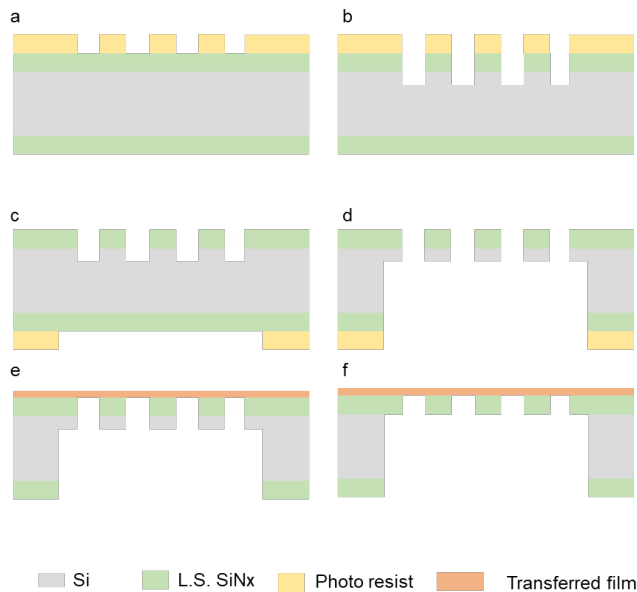 a
b
c
d
e
f
Si
L.S. SiNx
Photo resist
Transferred film